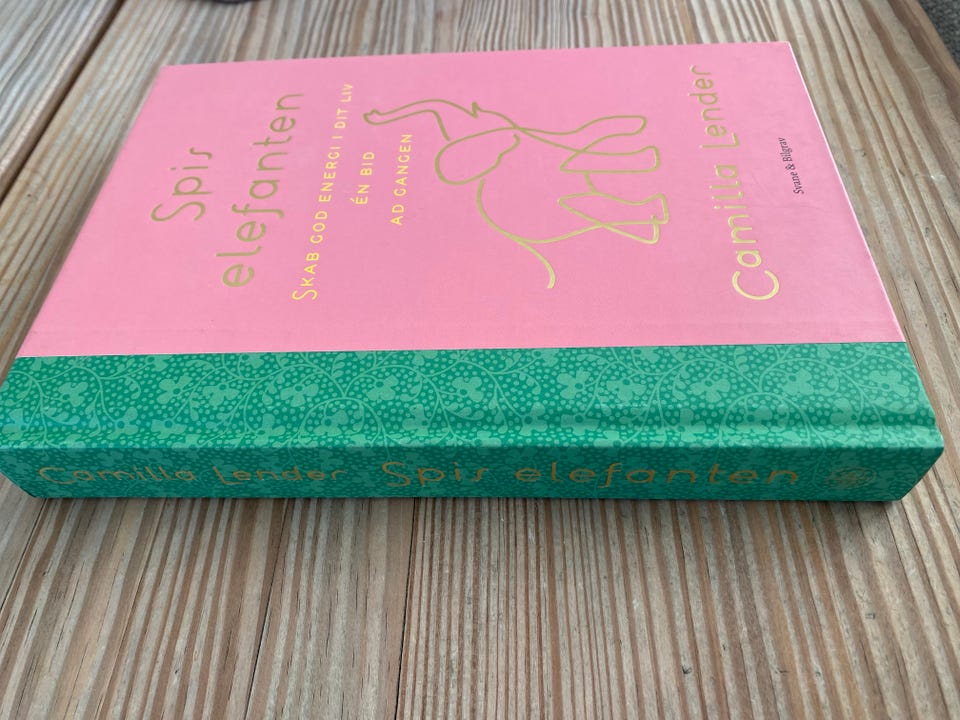 Spis
elefanten
SKAB GOD ENERGI I DIT LIV
ÉN BID
AD GANGEN
Camilla Lender
Svane & Bilgrav
Camilla Lender Spis elefanten